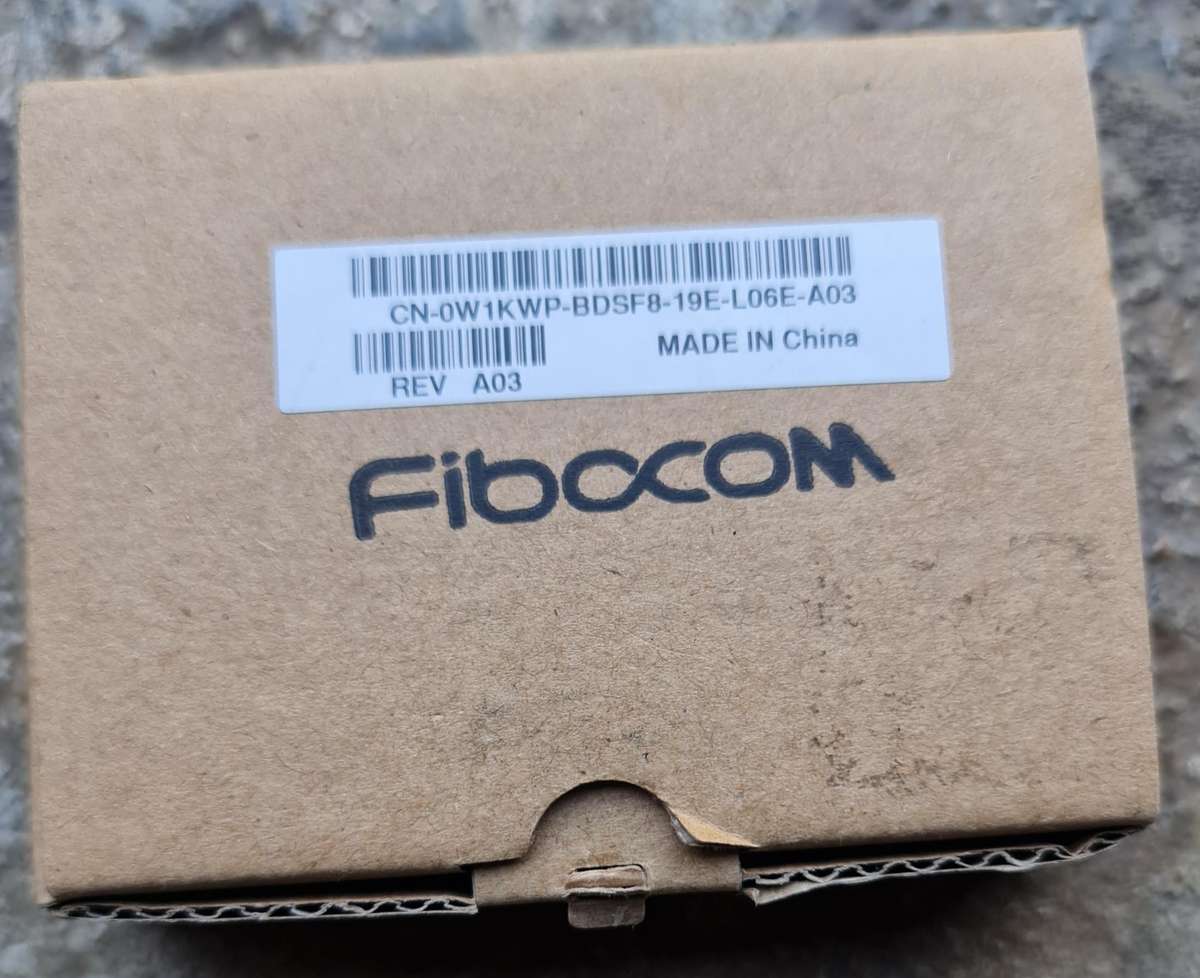 CN-0W1KWP-BDSF8-19E-L06E-A03
MADE IN China
REV A03
Fibocom